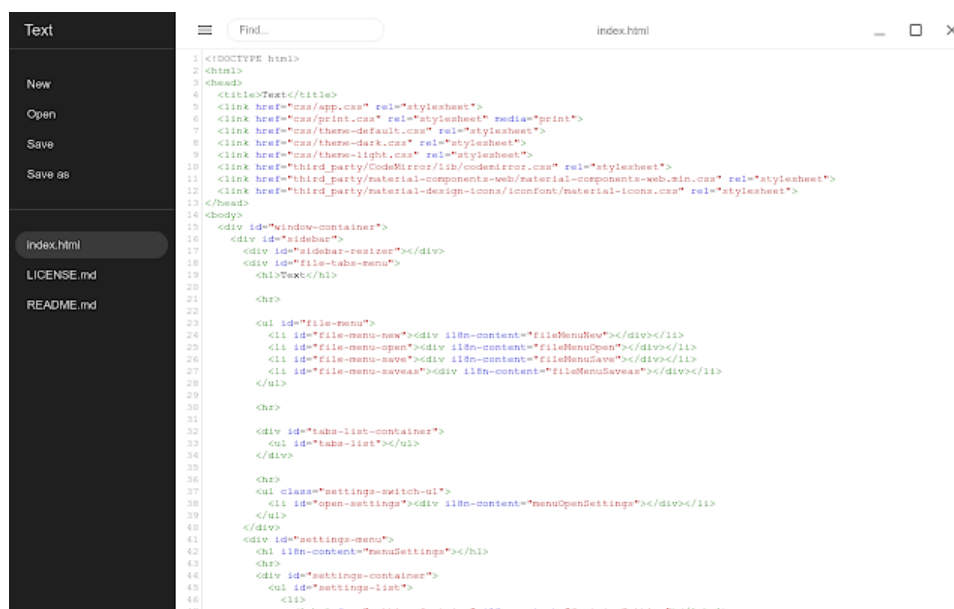 Text
Find...
index.html
New
Open
Save
Save as
index.html
LICENSE.md
README.md
1 <!DOCTYPE html>
2 <html>
3 <head>
4 <title>Text</title>
5 <link href="css/app.css" rel="stylesheet">
6 <link href="css/print.css" rel="stylesheet" media="print">
7 <link href="css/theme-default.css" rel="stylesheet">
8 <link href="css/theme-dark.css" rel="stylesheet">
9 <link href="css/theme-light.css" rel="stylesheet">
10 <link href="third_party/CodeMirror/lib/codemirror.css" rel="stylesheet">
11 <link href="third_party/material-components-web/material-components-web.min.css" rel="stylesheet">
12 <link href="third_party/material-design-icons/iconfont/material-icons.css" rel="stylesheet">
13 </head>
14 <body>
15 <div id="window-container">
16 <div id="sidebar">
17 <div id="sidebar-resizer"></div>
18 <div id="file-tabs-menu">
19 <h1>Text</h1>
20
21 <hr>
22
23 <ul id="file-menu">
24 <li id="file-menu-new"><div i18n-content="fileMenuNew"></div></li>
25 <li id="file-menu-open"><div i18n-content="fileMenuOpen"></div></li>
26 <li id="file-menu-save"><div i18n-content="fileMenuSave"></div></li>
27 <li id="file-menu-saveas"><div i18n-content="fileMenuSaveas"></div></li>
28 </ul>
29
30 <hr>
31
32 <div id="tabs-list-container">
33 <ul id="tabs-list"></ul>
34 </div>
35
36 <hr>
37 <ul class="settings-switch-ul">
38 <li id="open-settings"><div i18n-content="menuOpenSettings"></div></li>
39 </ul>
40 </div>
41 <div id="settings-menu">
42 <h1 i18n-content="menuSettings"></h1>
43 <hr>
44 <div id="settings-container">
45 <ul id="settings-list">
46 <li>